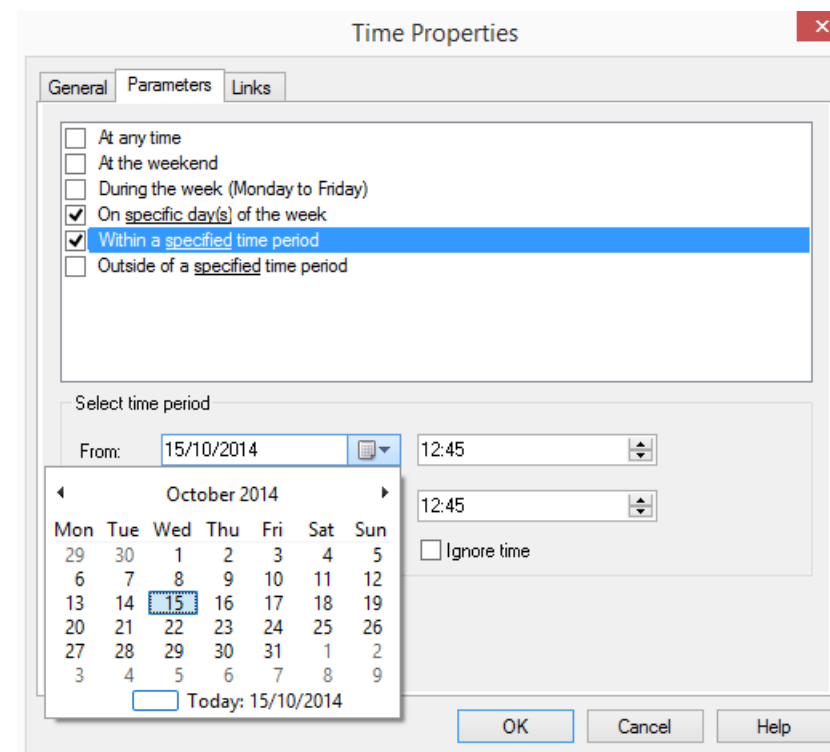 Time Properties
General Parameters Links
At any time
At the weekend
During the week (Monday to Friday)
On specific day(s) of the week
Within a specified time period
Outside of a specified time period
Select time period
From: 15/10/2014 12:45
October 2014
12:45
Mon Tue Wed Thu Fri Sat Sun
29 30 1 2 3 4 5
Ignore time
6 7 8 9 10 11 12
13 14 15 16 17 18 19
20 21 22 23 24 25 26
27 28 29 30 31 1 2
3 4 5 6 7 8 9
Today: 15/10/2014
OK Cancel Help